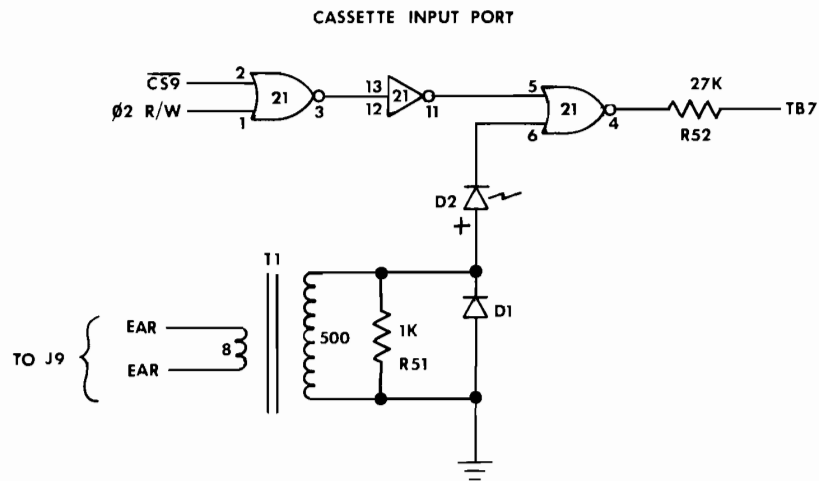 CASSETTE INPUT PORT
C̅S̅9̅ 2 21 3 13 12 21 11 5 21 4 27K TB7
Ø2 R/W 1 6 R52
D2
+
T1
D1
EAR 500 1K
TO J9 8 R51
EAR